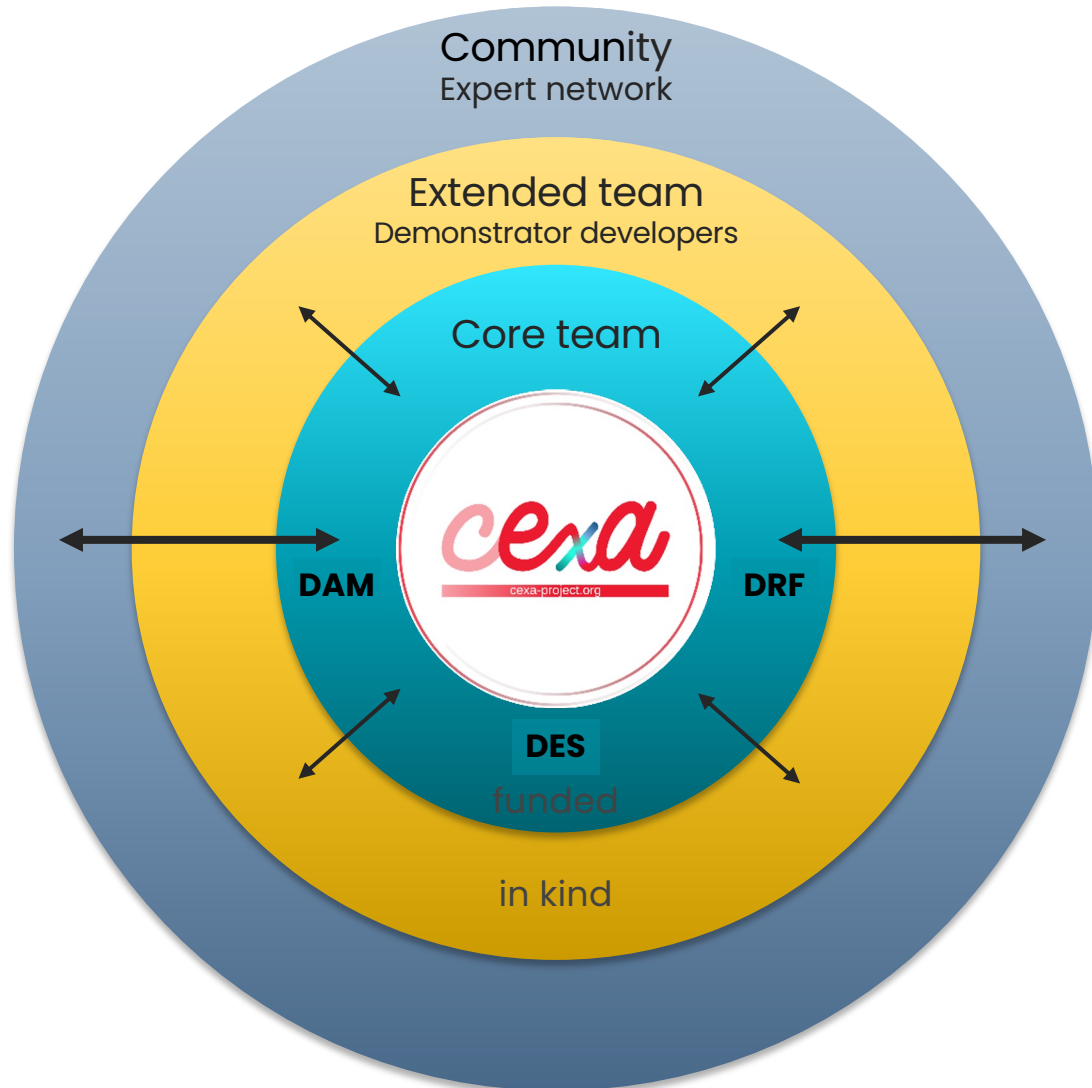 Community
Expert network
Extended team
Demonstrator developers
Core team
cexa
cexa-project.org
DAM
DRF
DES
funded
in kind